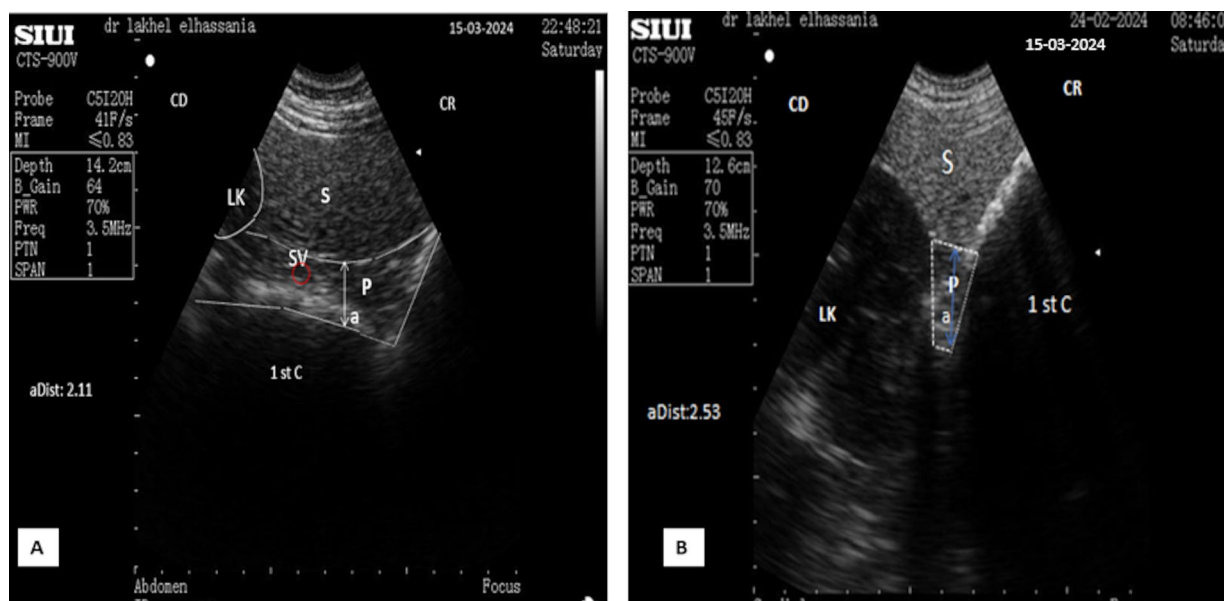 dr lakhel elhassania
15-03-2024
22:48:21
Saturday
SIUI
CTS-900V
CD
CR
Probe C5I20H
Frame 41F/s
MI ≤0.83
Depth 14.2cm
B_Gain 64
PWR 70%
Freq 3.5MHz
PTN 1
SPAN 1
LK
S
SV
P
a
1 st C
aDist: 2.11
A
Abdomen
Focus
dr lakhel elhassania
24-02-2024
15-03-2024
SIUI
CTS-900V
CD
CR
Probe C5I20H
Frame 45F/s
MI ≤0.83
Depth 12.6cm
B_Gain 70
PWR 70%
Freq 3.5MHz
PTN 1
SPAN 1
S
P
a
LK
1 st C
aDist:2.53
B